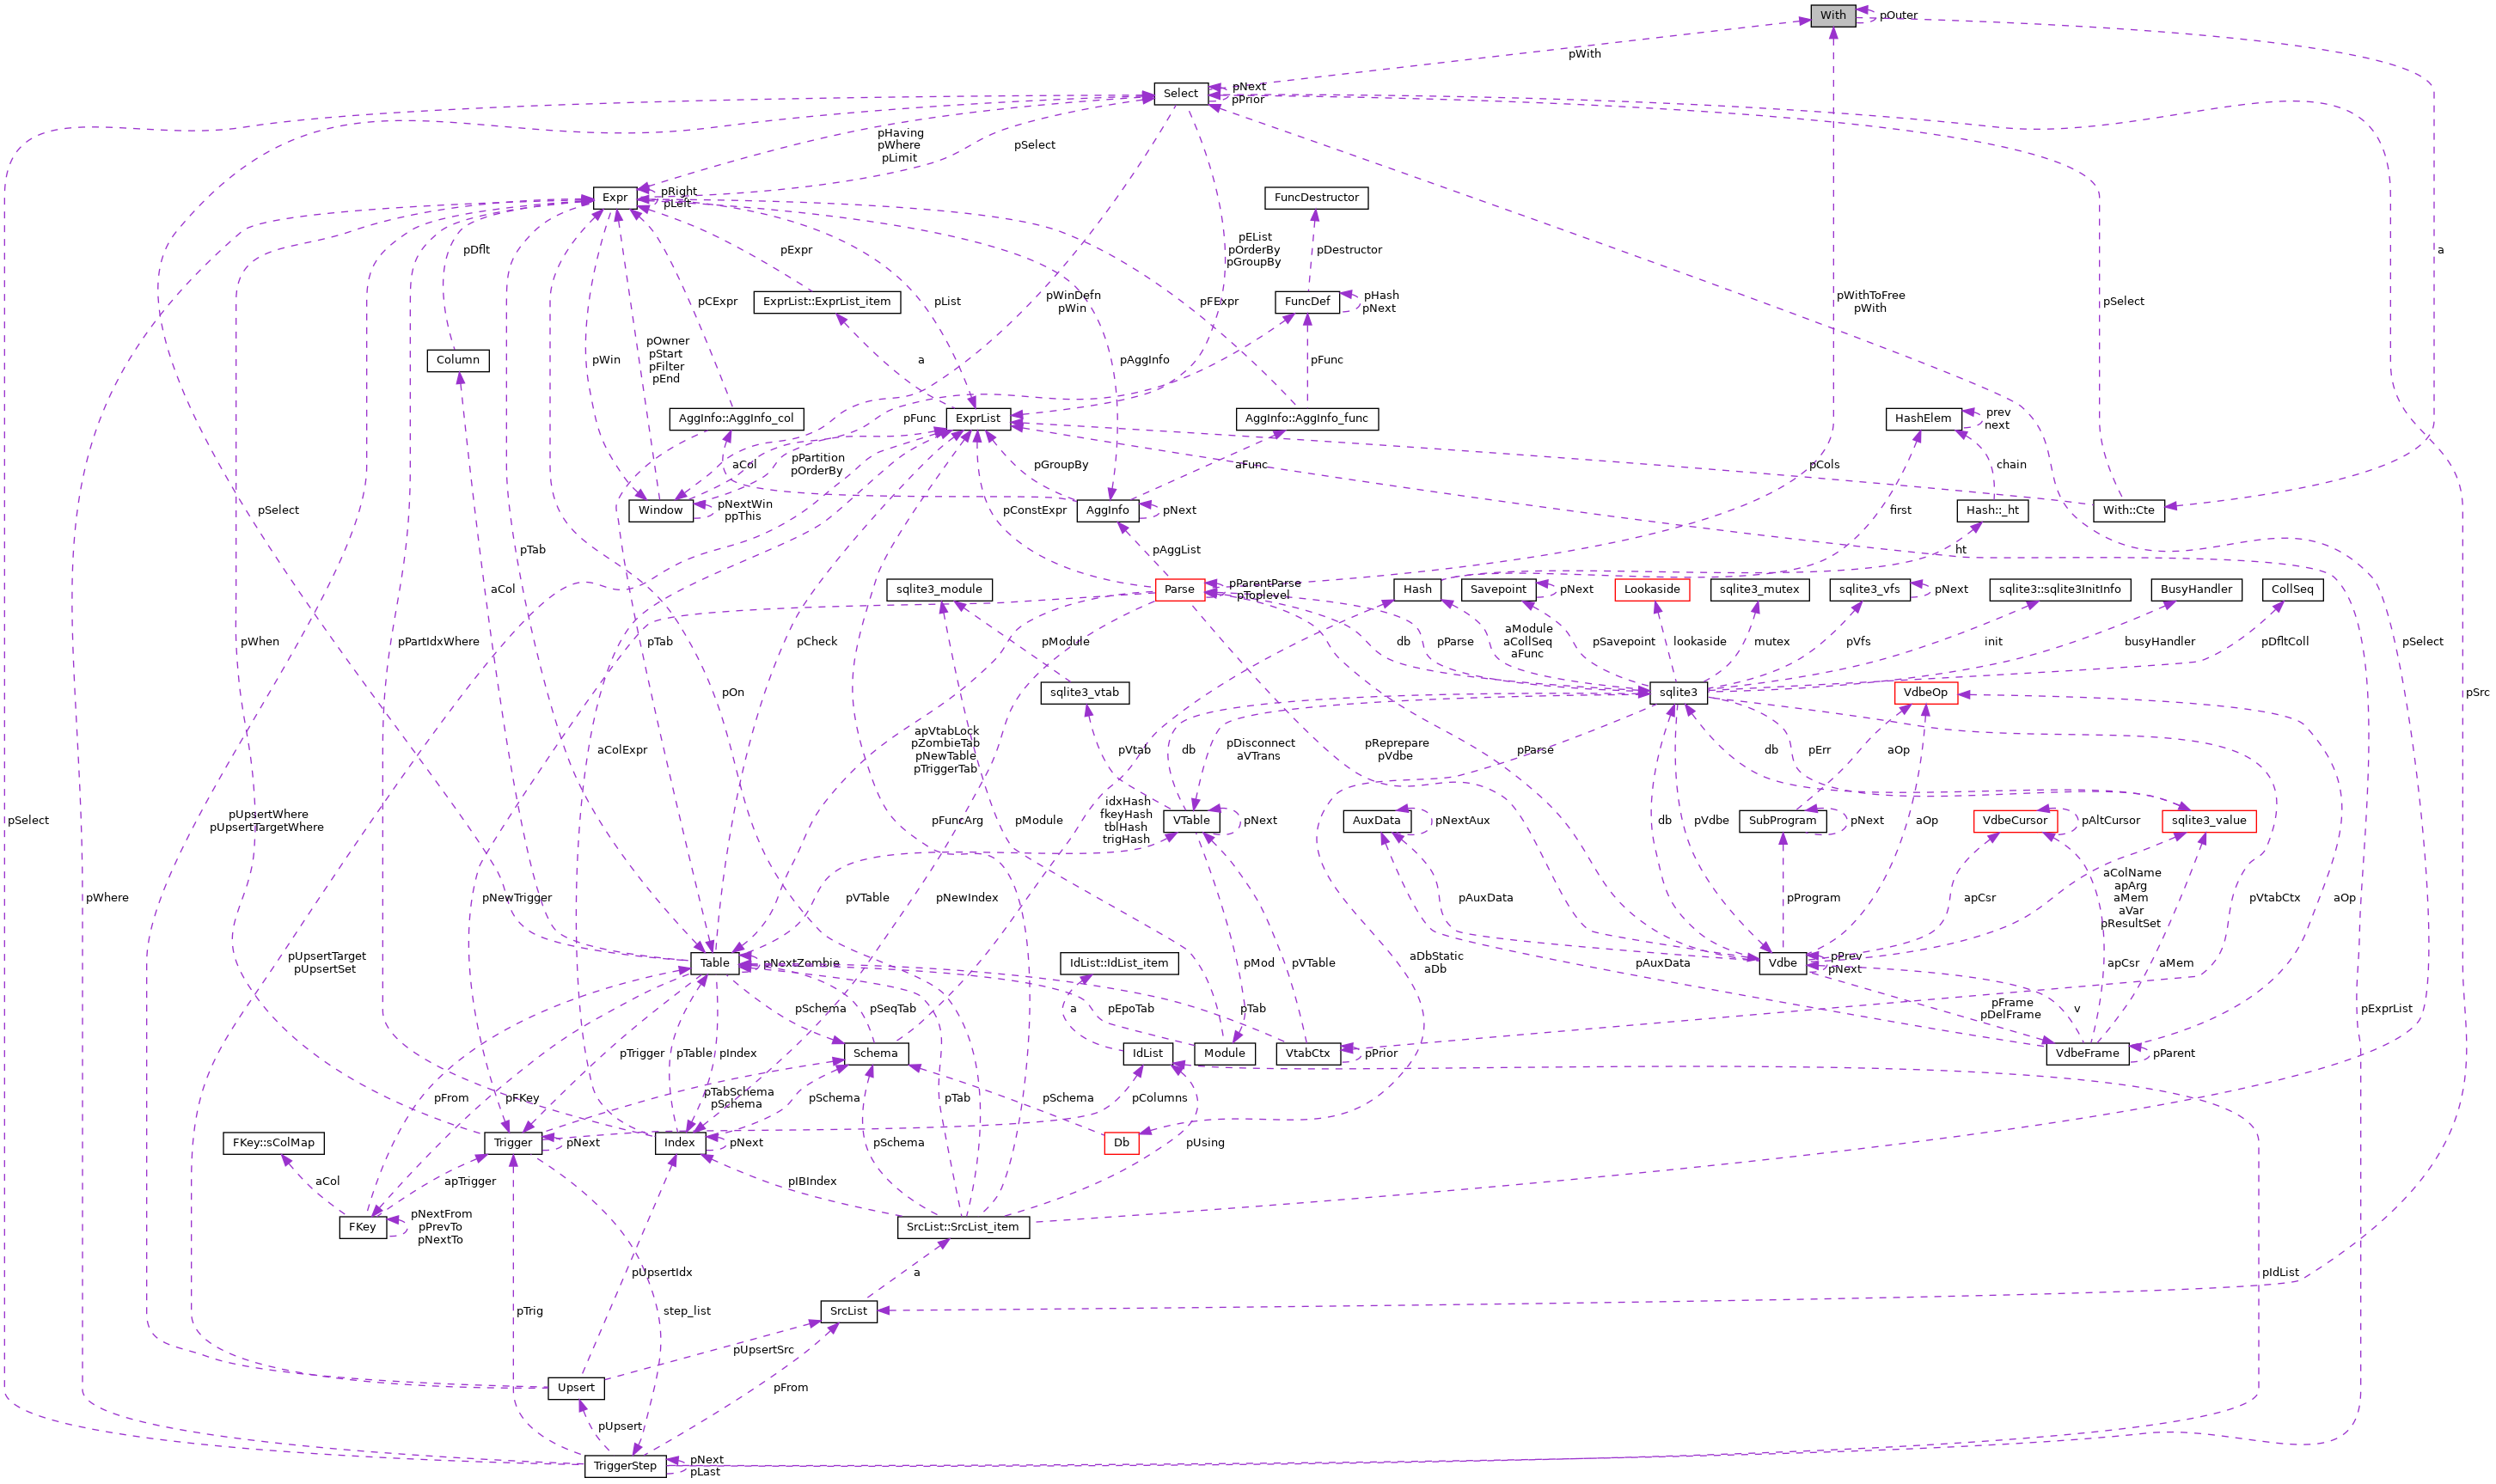 With
pOuter
pWith
Select
pNext
pPrior
pHaving
pWhere
pLimit
pSelect
Expr
pRight
pLeft
FuncDestructor
pDflt
pExpr
pEList
pOrderBy
pGroupBy
pDestructor
a
ExprList::ExprList_item
pCExpr
pList
pWinDefn
pWin
pFExpr
FuncDef
pHash
pNext
pWithToFree
pWith
pSelect
Column
pWin
pOwner
pStart
pFilter
pEnd
a
pAggInfo
pFunc
AggInfo::AggInfo_col
pFunc
ExprList
AggInfo::AggInfo_func
HashElem
prev
next
aCol
pPartition
pOrderBy
pGroupBy
aFunc
pCols
chain
pSelect
Window
pNextWin
ppThis
pConstExpr
AggInfo
pNext
first
Hash::_ht
With::Cte
pTab
pAggList
ht
aCol
sqlite3_module
Parse
pParentParse
pToplevel
Hash
Savepoint
pNext
Lookaside
sqlite3_mutex
sqlite3_vfs
pNext
sqlite3::sqlite3InitInfo
BusyHandler
CollSeq
pWhen
pPartIdxWhere
pTab
pCheck
pModule
db
pParse
aModule
aCollSeq
aFunc
pSavepoint
lookaside
mutex
pVfs
init
busyHandler
pDfltColl
pSelect
pOn
sqlite3_vtab
sqlite3
VdbeOp
pSrc
aColExpr
apVtabLock
pZombieTab
pNewTable
pTriggerTab
pVtab
db
pDisconnect
aVTrans
pReprepare
pVdbe
pParse
db
pErr
aOp
pSelect
pUpsertWhere
pUpsertTargetWhere
pFuncArg
pModule
idxHash
fkeyHash
tblHash
trigHash
VTable
pNext
AuxData
pNextAux
db
pVdbe
SubProgram
pNext
aOp
VdbeCursor
pAltCursor
sqlite3_value
pWhere
pNewTrigger
pVTable
pNewIndex
pAuxData
pProgram
apCsr
aColName
apArg
aMem
aVar
pResultSet
pVtabCtx
aOp
pUpsertTarget
pUpsertSet
Table
pNextZombie
IdList::IdList_item
pMod
pVTable
aDbStatic
aDb
pAuxData
Vdbe
pPrev
pNext
apCsr
aMem
pSchema
pSeqTab
a
pEpoTab
pTab
pFrame
pDelFrame
v
pExprList
pTrigger
pTable
pIndex
Schema
IdList
Module
VtabCtx
pPrior
VdbeFrame
pParent
pFrom
pFKey
pTabSchema
pSchema
pSchema
pTab
pColumns
pSchema
FKey::sColMap
Trigger
pNext
Index
pNext
pSchema
Db
pUsing
aCol
apTrigger
pIBIndex
FKey
pNextFrom
pPrevTo
pNextTo
SrcList::SrcList_item
pUpsertIdx
a
pIdList
pTrig
step_list
SrcList
pUpsertSrc
Upsert
pFrom
pUpsert
TriggerStep
pNext
pLast